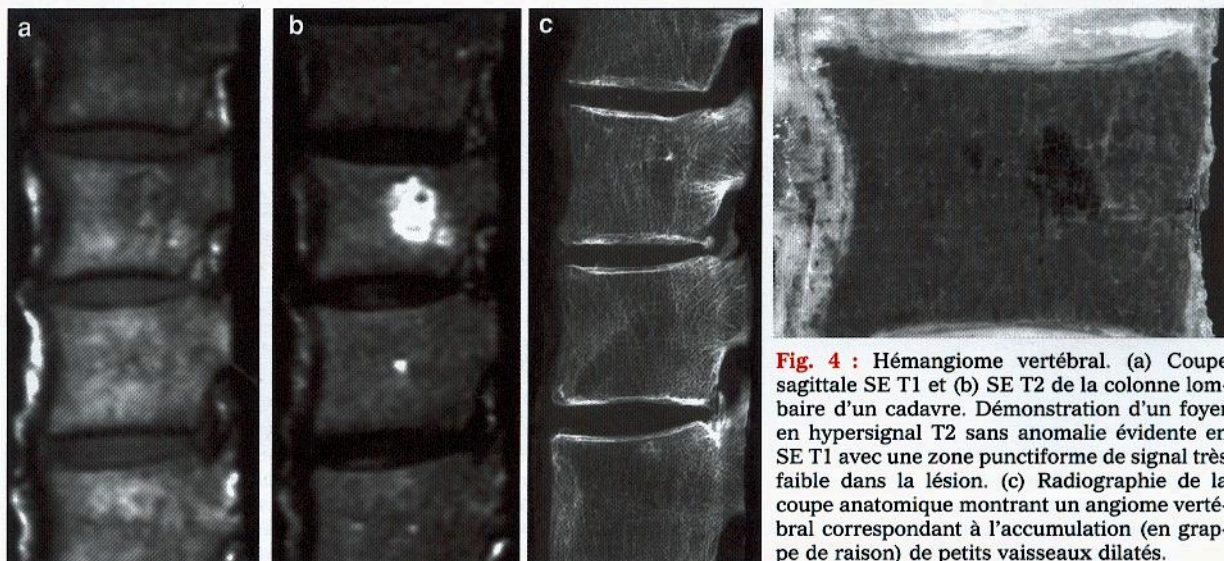 a
b
c
Fig. 4 : Hémangiome vertébral. (a) Coupe
sagittale SE T1 et (b) SE T2 de la colonne lom-
baire d'un cadavre. Démonstration d'un foyer
en hypersignal T2 sans anomalie évidente en
SE T1 avec une zone punctiforme de signal très
faible dans la lésion. (c) Radiographie de la
coupe anatomique montrant un angiome verté-
bral correspondant à l'accumulation (en grap-
pe de raison) de petits vaisseaux dilatés.